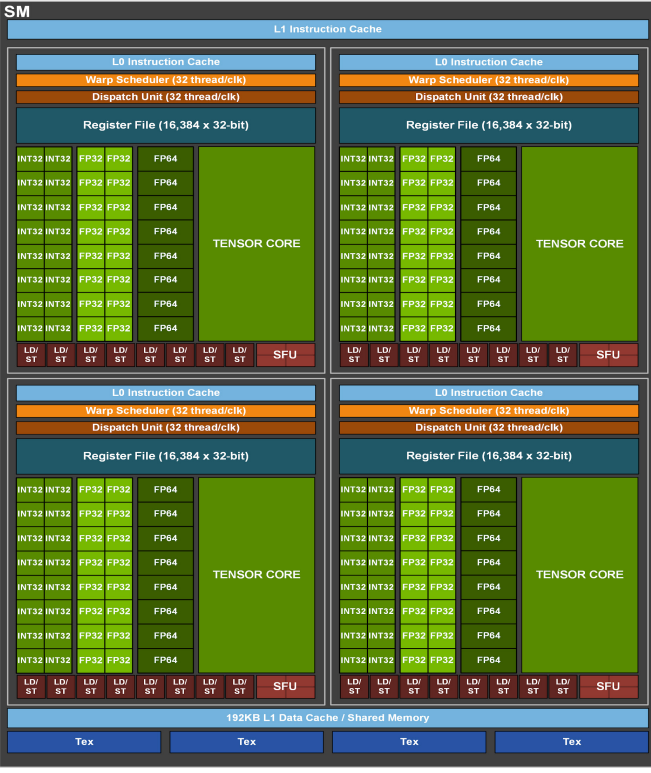 SM
L1 Instruction Cache
L0 Instruction Cache
Warp Scheduler (32 thread/clk)
Dispatch Unit (32 thread/clk)
Register File (16,384 x 32-bit)
INT32 INT32 FP32 FP32 FP64
INT32 INT32 FP32 FP32 FP64
INT32 INT32 FP32 FP32 FP64
INT32 INT32 FP32 FP32 FP64
TENSOR CORE
INT32 INT32 FP32 FP32 FP64
INT32 INT32 FP32 FP32 FP64
INT32 INT32 FP32 FP32 FP64
INT32 INT32 FP32 FP32 FP64
LD/ LD/ LD/ LD/ LD/ LD/ LD/ LD/
ST ST ST ST ST ST ST ST
SFU
L0 Instruction Cache
Warp Scheduler (32 thread/clk)
Dispatch Unit (32 thread/clk)
Register File (16,384 x 32-bit)
INT32 INT32 FP32 FP32 FP64
INT32 INT32 FP32 FP32 FP64
INT32 INT32 FP32 FP32 FP64
INT32 INT32 FP32 FP32 FP64
TENSOR CORE
INT32 INT32 FP32 FP32 FP64
INT32 INT32 FP32 FP32 FP64
INT32 INT32 FP32 FP32 FP64
INT32 INT32 FP32 FP32 FP64
LD/ LD/ LD/ LD/ LD/ LD/ LD/ LD/
ST ST ST ST ST ST ST ST
SFU
L0 Instruction Cache
Warp Scheduler (32 thread/clk)
Dispatch Unit (32 thread/clk)
Register File (16,384 x 32-bit)
INT32 INT32 FP32 FP32 FP64
INT32 INT32 FP32 FP32 FP64
INT32 INT32 FP32 FP32 FP64
INT32 INT32 FP32 FP32 FP64
TENSOR CORE
INT32 INT32 FP32 FP32 FP64
INT32 INT32 FP32 FP32 FP64
INT32 INT32 FP32 FP32 FP64
INT32 INT32 FP32 FP32 FP64
LD/ LD/ LD/ LD/ LD/ LD/ LD/ LD/
ST ST ST ST ST ST ST ST
SFU
L0 Instruction Cache
Warp Scheduler (32 thread/clk)
Dispatch Unit (32 thread/clk)
Register File (16,384 x 32-bit)
INT32 INT32 FP32 FP32 FP64
INT32 INT32 FP32 FP32 FP64
INT32 INT32 FP32 FP32 FP64
INT32 INT32 FP32 FP32 FP64
TENSOR CORE
INT32 INT32 FP32 FP32 FP64
INT32 INT32 FP32 FP32 FP64
INT32 INT32 FP32 FP32 FP64
INT32 INT32 FP32 FP32 FP64
LD/ LD/ LD/ LD/ LD/ LD/ LD/ LD/
ST ST ST ST ST ST ST ST
SFU
192KB L1 Data Cache / Shared Memory
Tex Tex Tex Tex